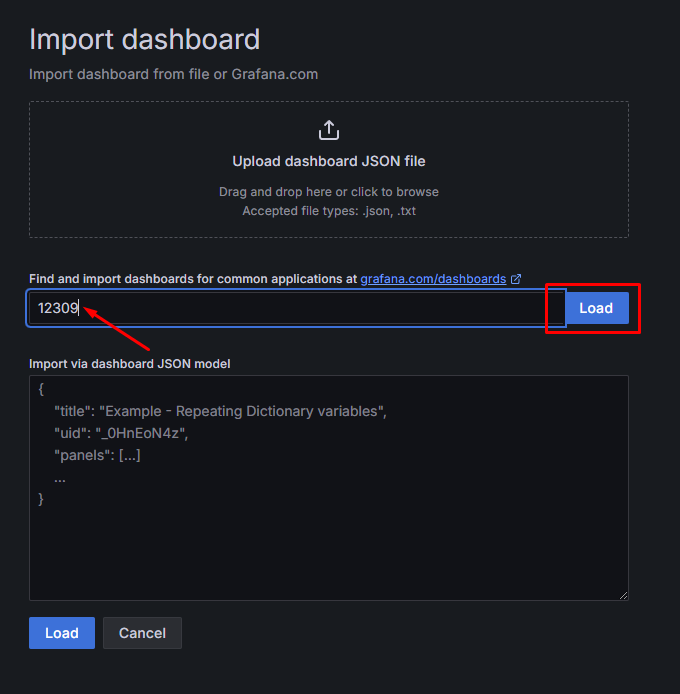 Import dashboard
Import dashboard from file or Grafana.com
Upload dashboard JSON file
Drag and drop here or click to browse
Accepted file types: .json, .txt
Find and import dashboards for common applications at grafana.com/dashboards
12309
Load
Import via dashboard JSON model
{
"title": "Example - Repeating Dictionary variables",
"uid": "_0HnEoN4z",
"panels": [...]
...
}
Load Cancel